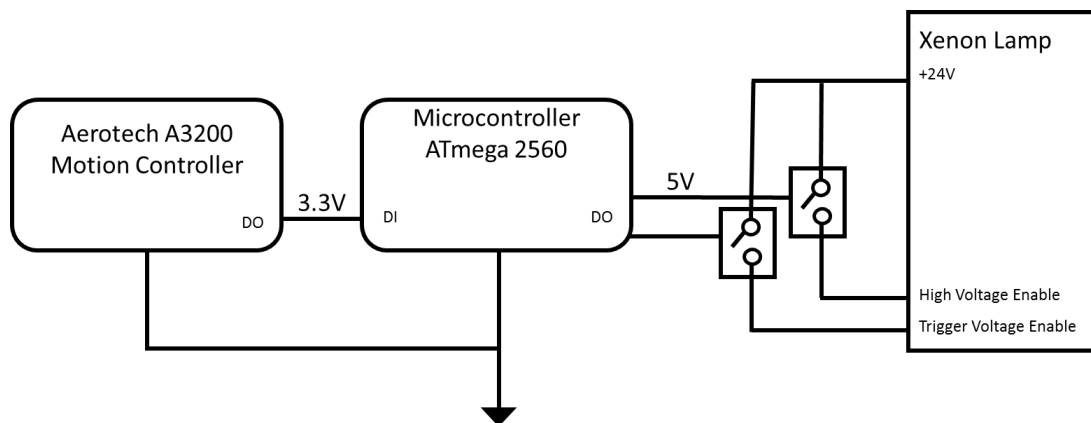 Aerotech A3200
Motion Controller
DO
3.3V
Microcontroller
ATmega 2560
DI
DO
5V
Xenon Lamp
+24V
High Voltage Enable
Trigger Voltage Enable